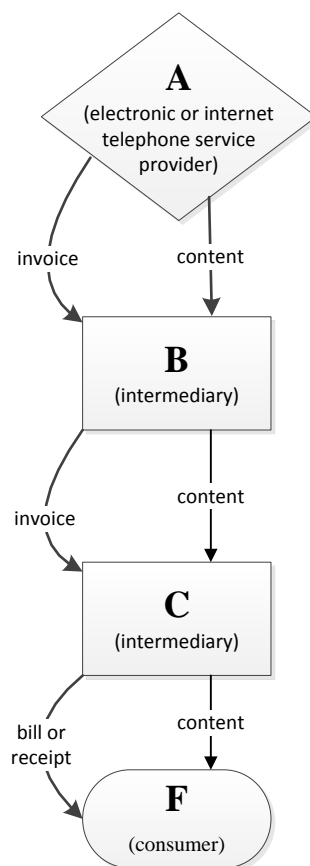 A
(electronic or internet
telephone service
provider)
invoice
content
B
(intermediary)
content
invoice
C
(intermediary)
content
bill or
receipt
F
(consumer)